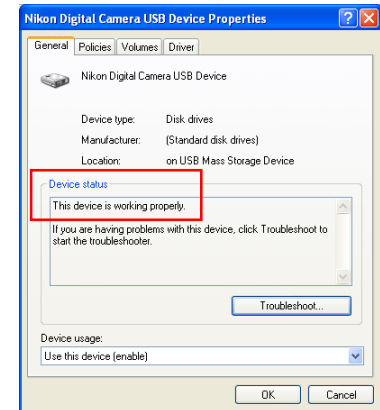 Nikon Digital Camera USB Device Properties
General Policies Volumes Driver
Nikon Digital Camera USB Device
Device type: Disk drives
Manufacturer: (Standard disk drives)
Location: on USB Mass Storage Device
Device status
This device is working properly.
If you are having problems with this device, click Troubleshoot to
start the troubleshooter.
Troubleshoot...
Device usage:
Use this device (enable)
OK Cancel